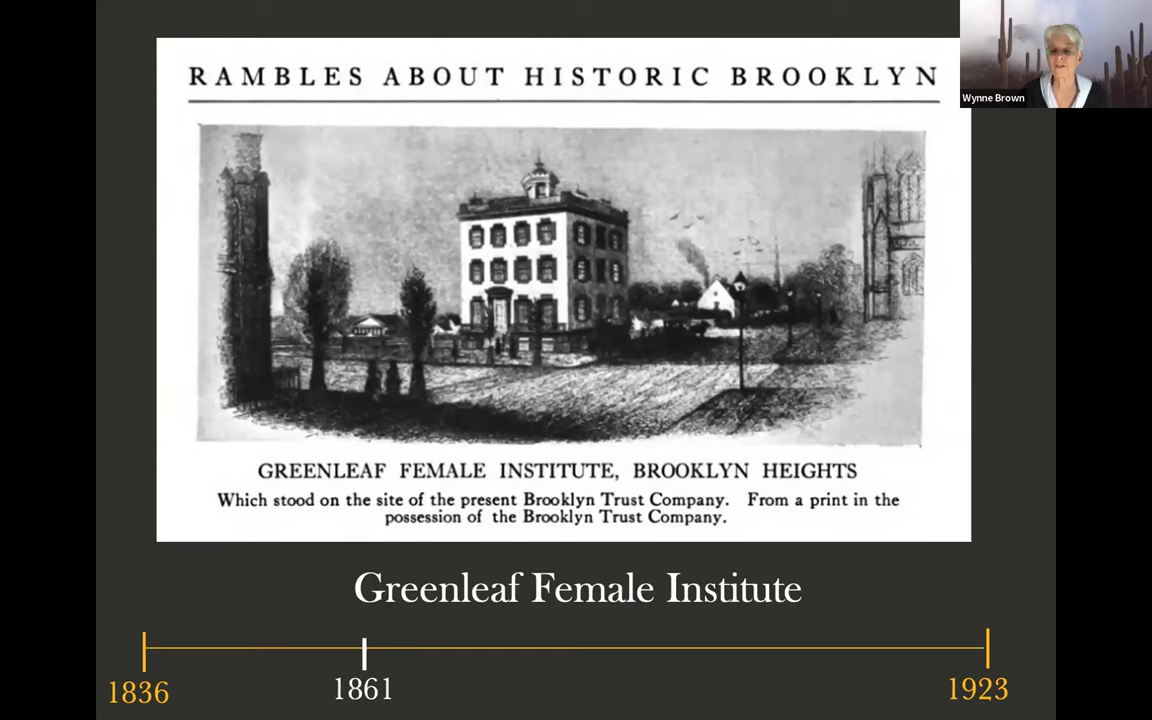 RAMBLES ABOUT HISTORIC BROOKLYN
Wynne Brown
GREENLEAF FEMALE INSTITUTE, BROOKLYN HEIGHTS
Which stood on the site of the present Brooklyn Trust Company. From a print in the
possession of the Brooklyn Trust Company.
Greenleaf Female Institute
1836
1861
1923